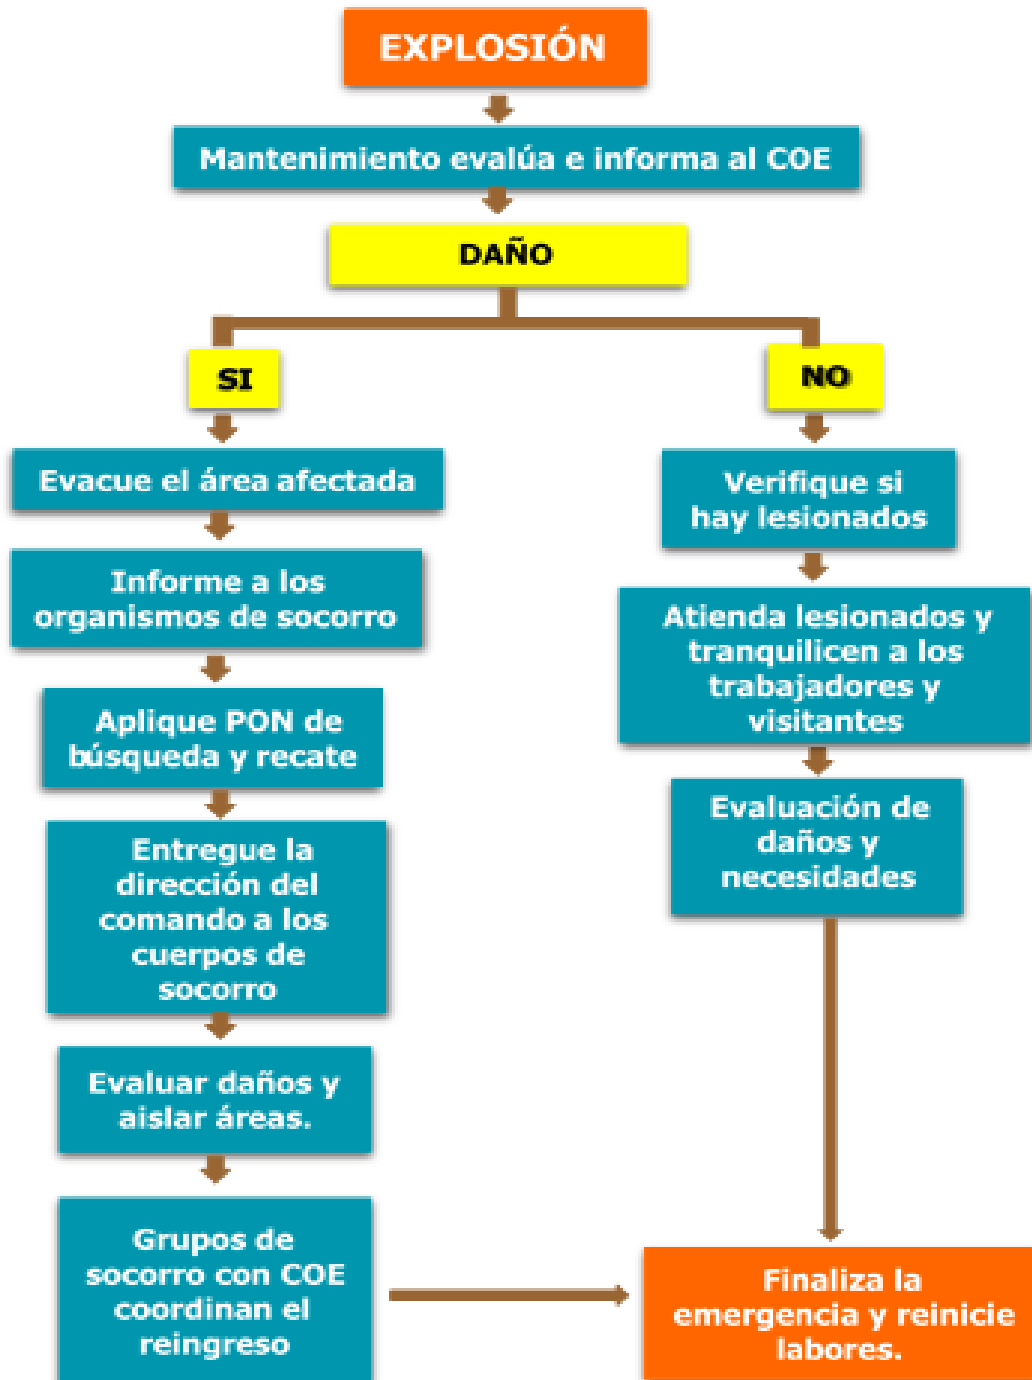 EXPLOSIÓN
Mantenimiento evalúa e informa al COE
DAÑO
SI
Evacue el área afectada
Informe a los
organismos de socorro
Aplique PON de
búsqueda y recate
Entregue la
dirección del
comando a los
cuerpos de
socorro
Evaluar daños y
aislar áreas.
Grupos de
socorro con COE
coordinan el
reingreso
NO
Verifique si
hay lesionados
Atienda lesionados y
tranquilicen a los
trabajadores y
visitantes
Evaluación de
daños y
necesidades
Finaliza la
emergencia y reinicie
labores.